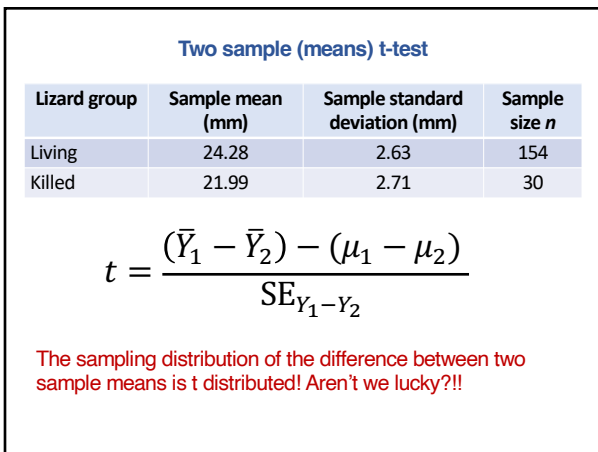 Two sample (means) t-test
Lizard group Sample mean (mm) Sample standard deviation (mm) Sample size n
Living 24.28 2.63 154
Killed 21.99 2.71 30
t = ((Ȳ₁ − Ȳ₂) − (μ₁ − μ₂)) / SE_{Y₁−Y₂}
The sampling distribution of the difference between two
sample means is t distributed! Aren't we lucky?!!